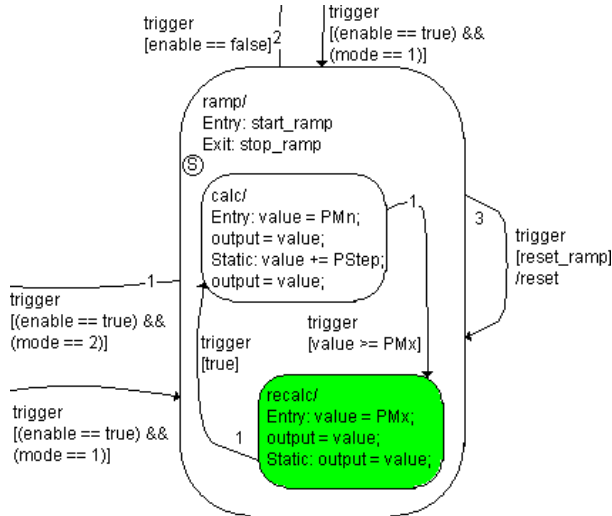 trigger
[enable == false]
2
trigger
[(enable == true) &&
(mode == 1)]
ramp/
Entry: start_ramp
Exit: stop_ramp
S
calc/
Entry: value = PMn;
output = value;
Static: value += PStep;
output = value;
1
3
trigger
[reset_ramp]
/reset
1
trigger
[(enable == true) &&
(mode == 2)]
trigger
[true]
trigger
[value >= PMx]
recalc/
Entry: value = PMx;
output = value;
Static: output = value;
1
trigger
[(enable == true) &&
(mode == 1)]